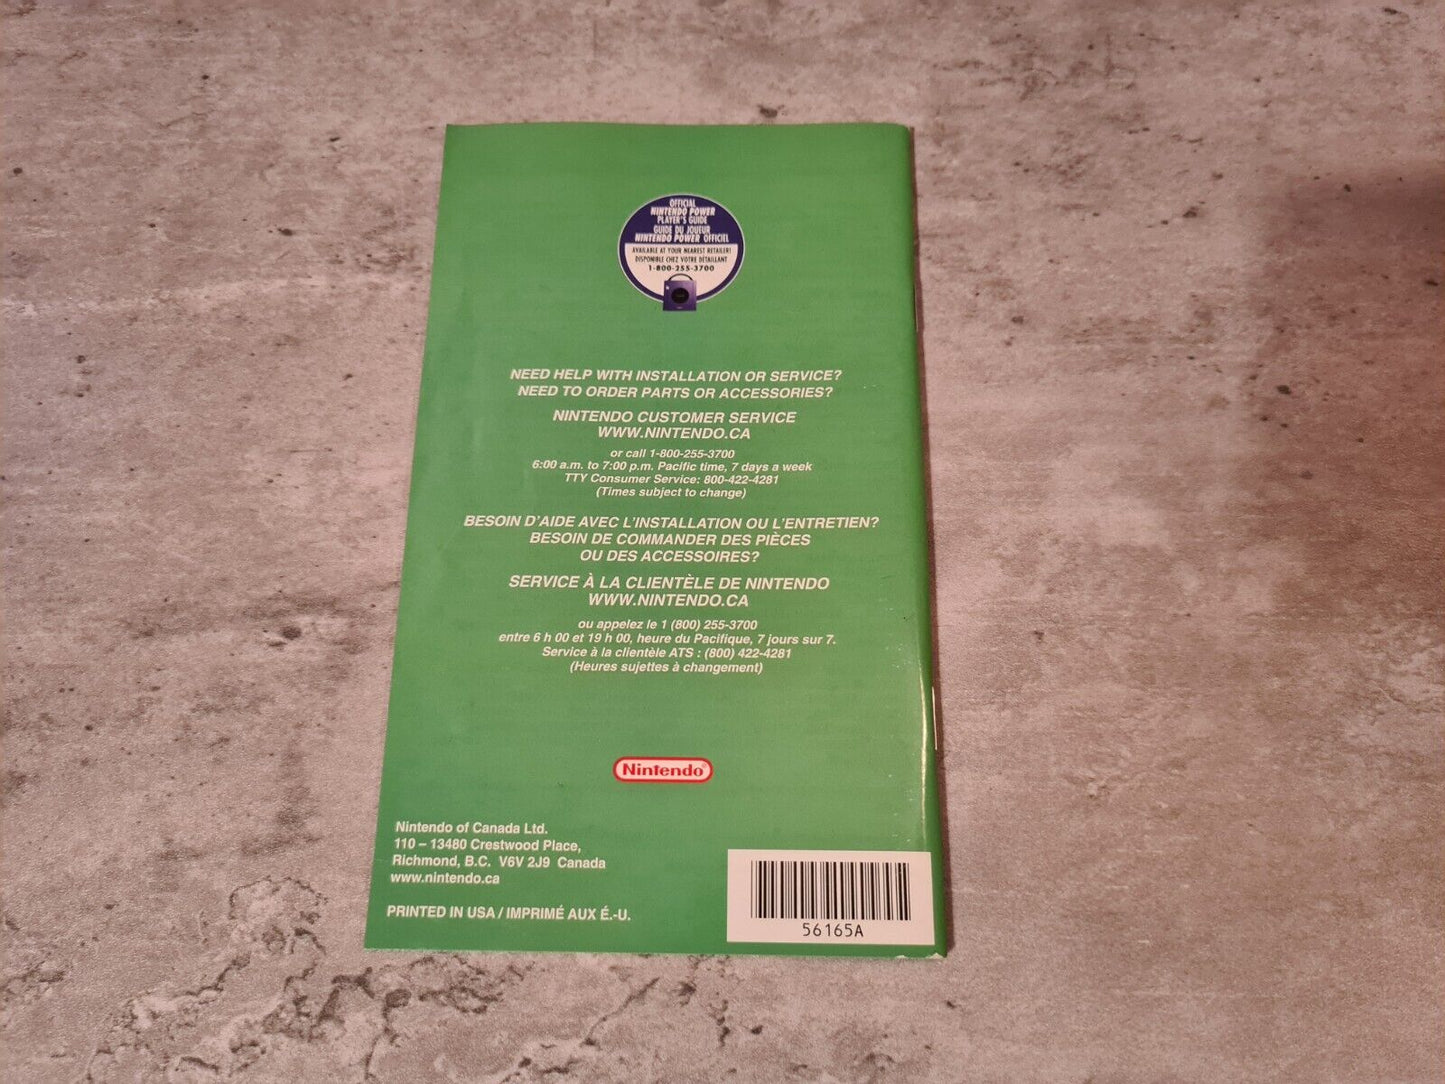 OFFICIAL
NINTENDO POWER
PLAYER'S GUIDE
GUIDE DU JOUEUR
NINTENDO POWER OFFICIEL
AVAILABLE AT YOUR NEAREST RETAILER!
DISPONIBLE CHEZ VOTRE DÉTAILLANT
1-800-255-3700
NEED HELP WITH INSTALLATION OR SERVICE?
NEED TO ORDER PARTS OR ACCESSORIES?
NINTENDO CUSTOMER SERVICE
WWW.NINTENDO.CA
or call 1-800-255-3700
6:00 a.m. to 7:00 p.m. Pacific time, 7 days a week
TTY Consumer Service: 800-422-4281
(Times subject to change)
BESOIN D'AIDE AVEC L'INSTALLATION OU L'ENTRETIEN?
BESOIN DE COMMANDER DES PIÈCES
OU DES ACCESSOIRES?
SERVICE À LA CLIENTÈLE DE NINTENDO
WWW.NINTENDO.CA
ou appelez le 1 (800) 255-3700
entre 6 h 00 et 19 h 00, heure du Pacifique, 7 jours sur 7.
Service à la clientèle ATS : (800) 422-4281
(Heures sujettes à changement)
Nintendo®
Nintendo of Canada Ltd.
110 – 13480 Crestwood Place,
Richmond, B.C. V6V 2J9 Canada
www.nintendo.ca
PRINTED IN USA / IMPRIMÉ AUX É.-U.
56165A